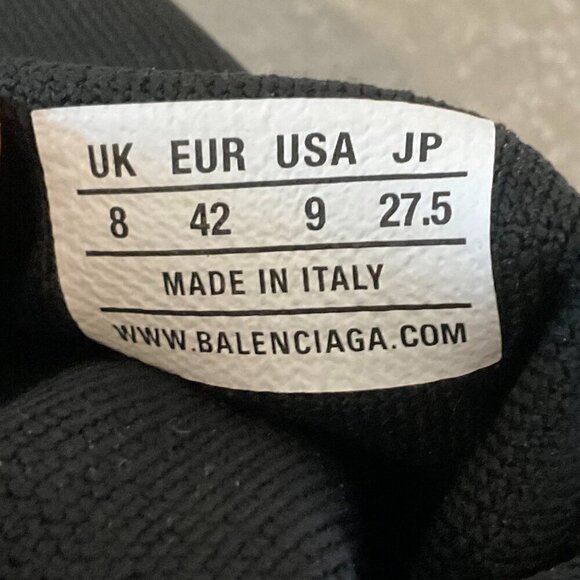 UK EUR USA JP
8 42 9 27.5
MADE IN ITALY
WWW.BALENCIAGA.COM